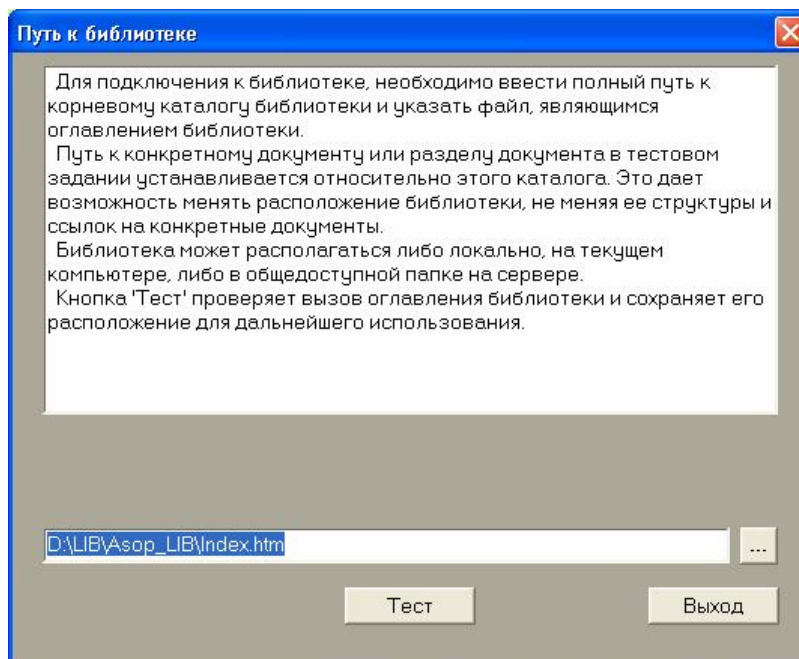 Путь к библиотеке
Для подключения к библиотеке, необходимо ввести полный путь к
корневому каталогу библиотеки и указать файл, являющимся
оглавлением библиотеки.
Путь к конкретному документу или разделу документа в тестовом
задании устанавливается относительно этого каталога. Это дает
возможность менять расположение библиотеки, не меняя ее структуры и
ссылок на конкретные документы.
Библиотека может располагаться либо локально, на текущем
компьютере, либо в общедоступной папке на сервере.
Кнопка 'Тест' проверяет вызов оглавления библиотеки и сохраняет его
расположение для дальнейшего использования.
D:\LIB\Asop_LIB\Index.htm
...
Тест
Выход